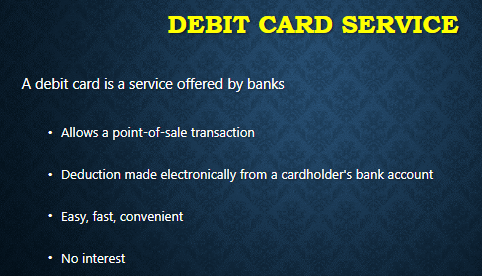 DEBIT CARD SERVICE
A debit card is a service offered by banks
• Allows a point-of-sale transaction
• Deduction made electronically from a cardholder's bank account
• Easy, fast, convenient
• No interest